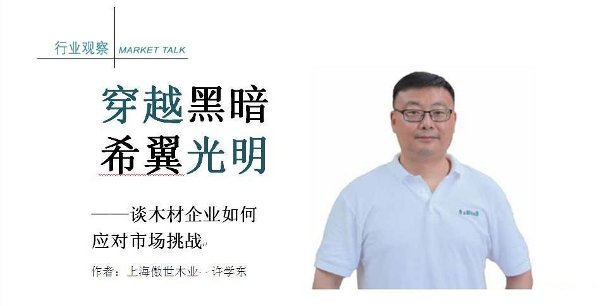 行业观察
MARKET TALK
穿越黑暗
希翼光明
——谈木材企业如何
应对市场挑战
作者：上海傲世木业--许学东